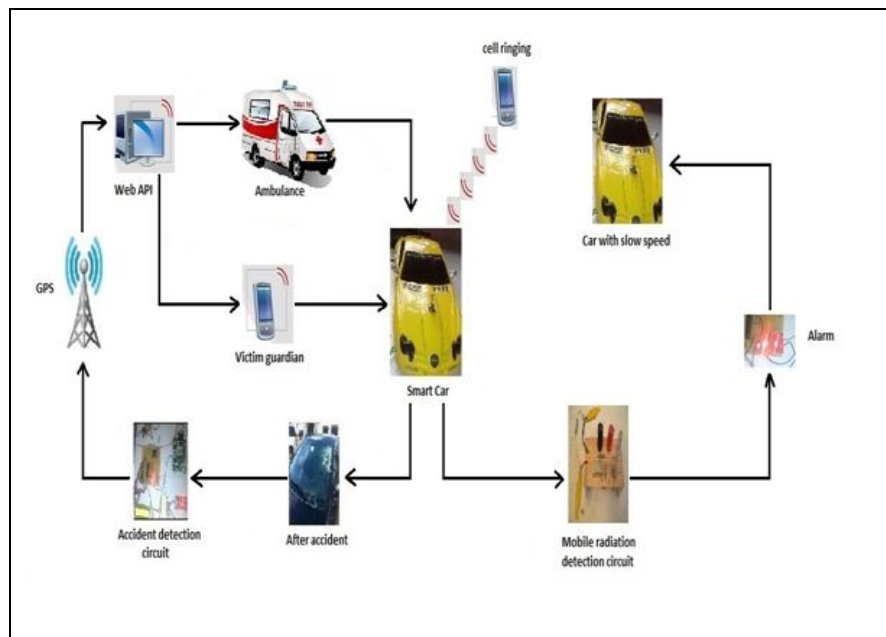 cell ringing
Web API
Ambulance
Car with slow speed
GPS
Victim guardian
Alarm
Smart Car
Accident detection
circuit
After accident
Mobile radiation
detection circuit